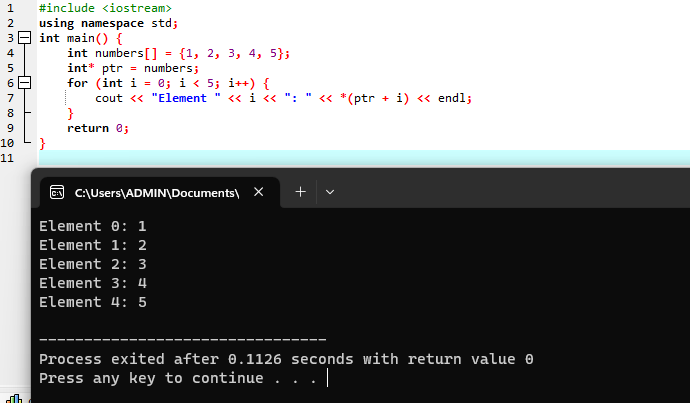 1 #include <iostream>
2 using namespace std;
3 int main() {
4 int numbers[] = {1, 2, 3, 4, 5};
5 int* ptr = numbers;
6 for (int i = 0; i < 5; i++) {
7 cout << "Element " << i << ": " << *(ptr + i) << endl;
8 }
9 return 0;
10 }
11
C:\Users\ADMIN\Documents\
Element 0: 1
Element 1: 2
Element 2: 3
Element 3: 4
Element 4: 5
--------------------------------
Process exited after 0.1126 seconds with return value 0
Press any key to continue . . .